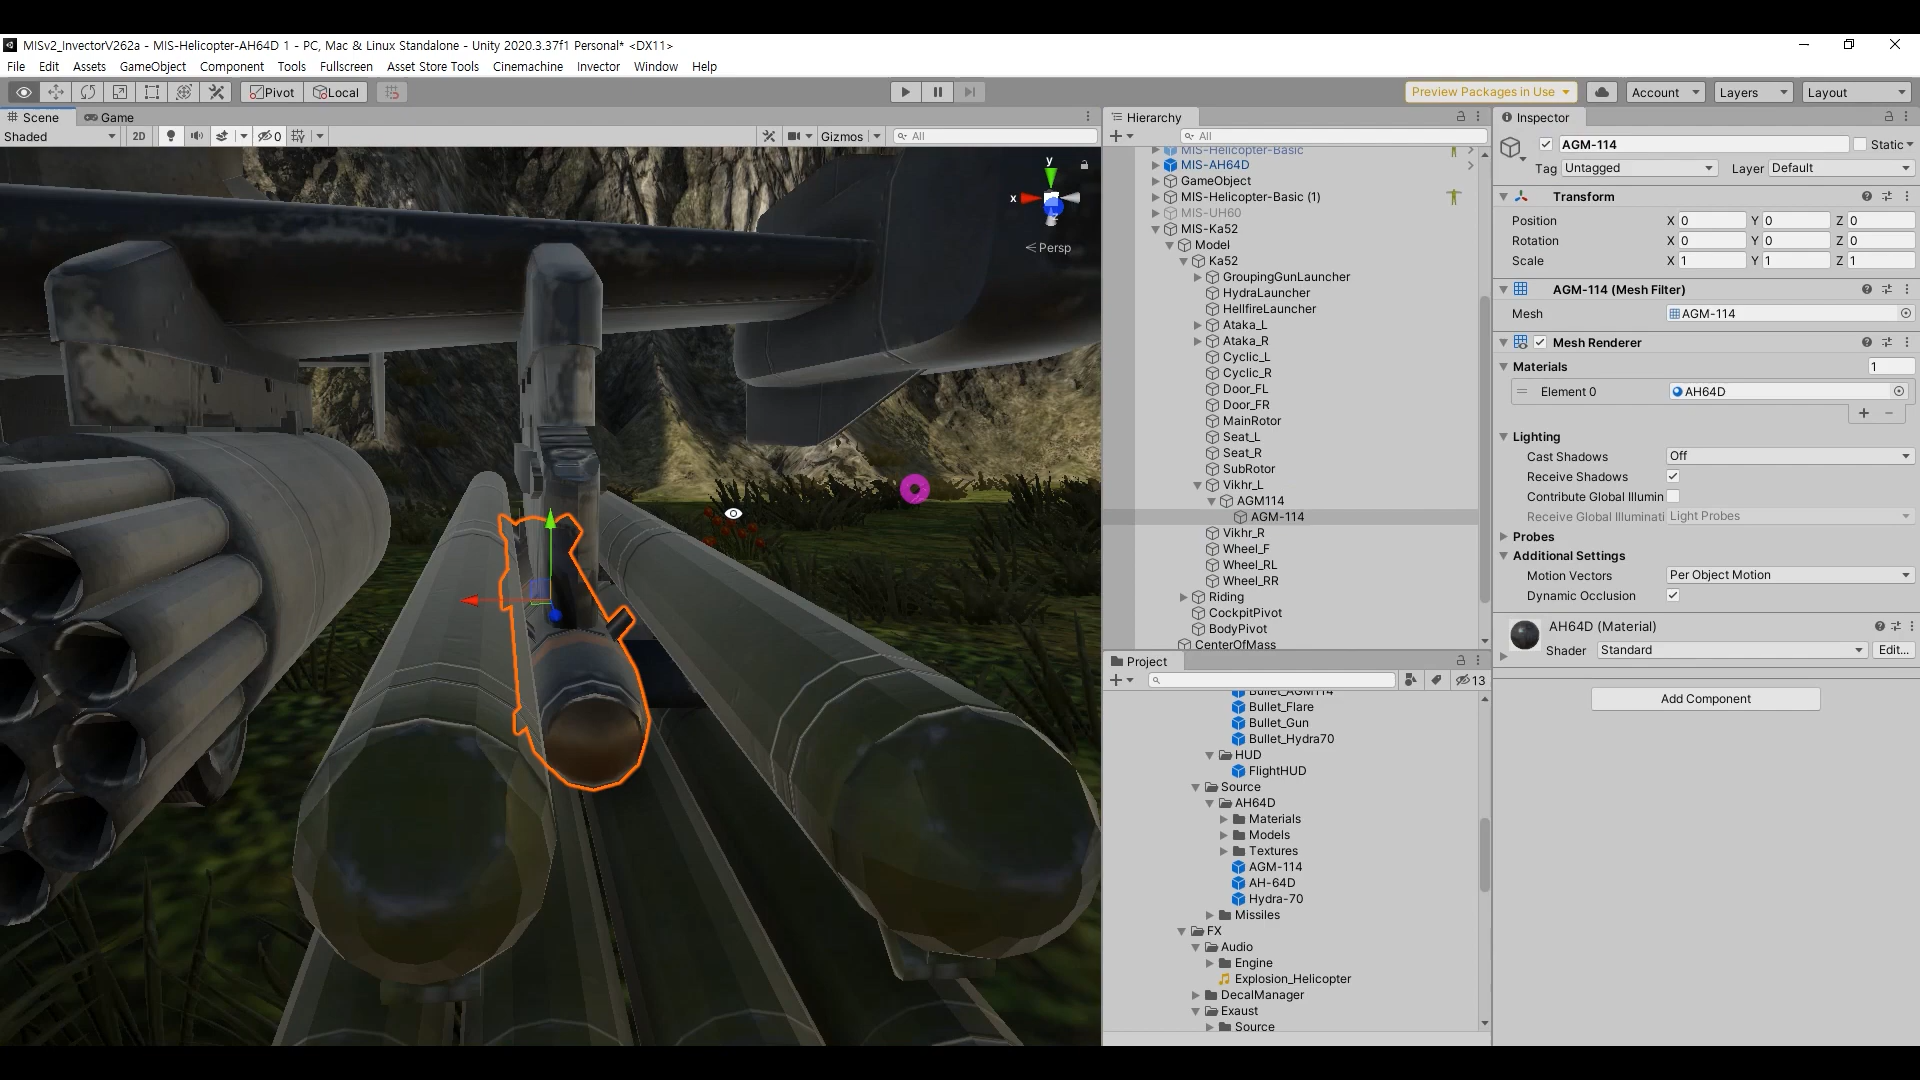 MISv2_InvectorV262a - MIS-Helicopter-AH64D 1 - PC, Mac & Linux Standalone - Unity 2020.3.37f1 Personal* <DX11>
File Edit Assets GameObject Component Tools Fullscreen Asset Store Tools Cinemachine Invector Window Help
Pivot Local Preview Packages in Use Account Layers Layout
Scene Game
Shaded 2D 0 Gizmos All
y
x
Persp
Hierarchy
All
MIS-Helicopter-Basic
MIS-AH64D
GameObject
MIS-Helicopter-Basic (1)
MIS-UH60
MIS-Ka52
Model
Ka52
GroupingGunLauncher
HydraLauncher
HellfireLauncher
Ataka_L
Ataka_R
Cyclic_L
Cyclic_R
Door_FL
Door_FR
MainRotor
Seat_L
Seat_R
SubRotor
Vikhr_L
AGM114
AGM-114
Vikhr_R
Wheel_F
Wheel_RL
Wheel_RR
Riding
CockpitPivot
BodyPivot
CenterOfMass
Project
13
Bullet_AGM114
Bullet_Flare
Bullet_Gun
Bullet_Hydra70
HUD
FlightHUD
Source
AH64D
Materials
Models
Textures
AGM-114
AH-64D
Hydra-70
Missiles
FX
Audio
Engine
Explosion_Helicopter
DecalManager
Exaust
Source
Inspector
AGM-114 Static
Tag Untagged Layer Default
Transform
Position X 0 Y 0 Z 0
Rotation X 0 Y 0 Z 0
Scale X 1 Y 1 Z 1
AGM-114 (Mesh Filter)
Mesh AGM-114
Mesh Renderer
Materials 1
Element 0 AH64D
Lighting
Cast Shadows Off
Receive Shadows
Contribute Global Illumin
Receive Global Illuminati Light Probes
Probes
Additional Settings
Motion Vectors Per Object Motion
Dynamic Occlusion
AH64D (Material)
Shader Standard Edit...
Add Component